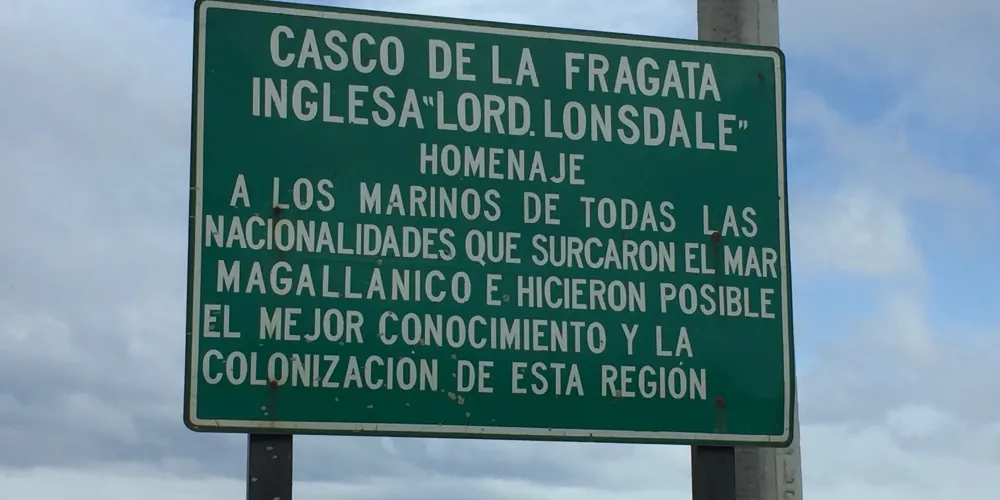 CASCO DE LA FRAGATA
INGLESA "LORD. LONSDALE"
HOMENAJE
A LOS MARINOS DE TODAS LAS
NACIONALIDADES QUE SURCARON EL MAR
MAGALLANICO E HICIERON POSIBLE
EL MEJOR CONOCIMIENTO Y LA
COLONIZACIÓN DE ESTA REGIÓN